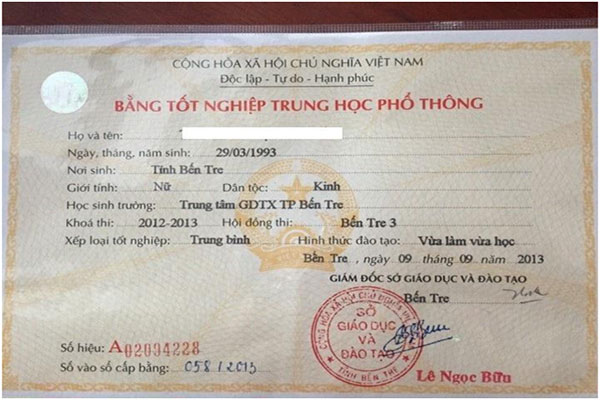 CỘNG HÒA XÃ HỘI CHỦ NGHĨA VIỆT NAM
Độc lập - Tự do - Hạnh phúc
BẰNG TỐT NGHIỆP TRUNG HỌC PHỔ THÔNG
Họ và tên:
Ngày, tháng, năm sinh: 29/03/1993
Nơi sinh: Tỉnh Bến Tre
Giới tính: Nữ Dân tộc: Kinh
Học sinh trường: Trung tâm GDTX TP Bến Tre
Khoá thi: 2012-2013 Hội đồng thi: Bến Tre 3
Xếp loại tốt nghiệp: Trung bình Hình thức đào tạo: Vừa làm vừa học
Bến Tre, ngày 09 tháng 09 năm 2013
GIÁM ĐỐC SỞ GIÁO DỤC VÀ ĐÀO TẠO
Bến Tre
SỞ
GIÁO DỤC
VÀ
ĐÀO TẠO
TỈNH BẾN TRE
Số hiệu: A02034228
Số vào sổ cấp bằng: 058/2013
Lê Ngọc Bữu